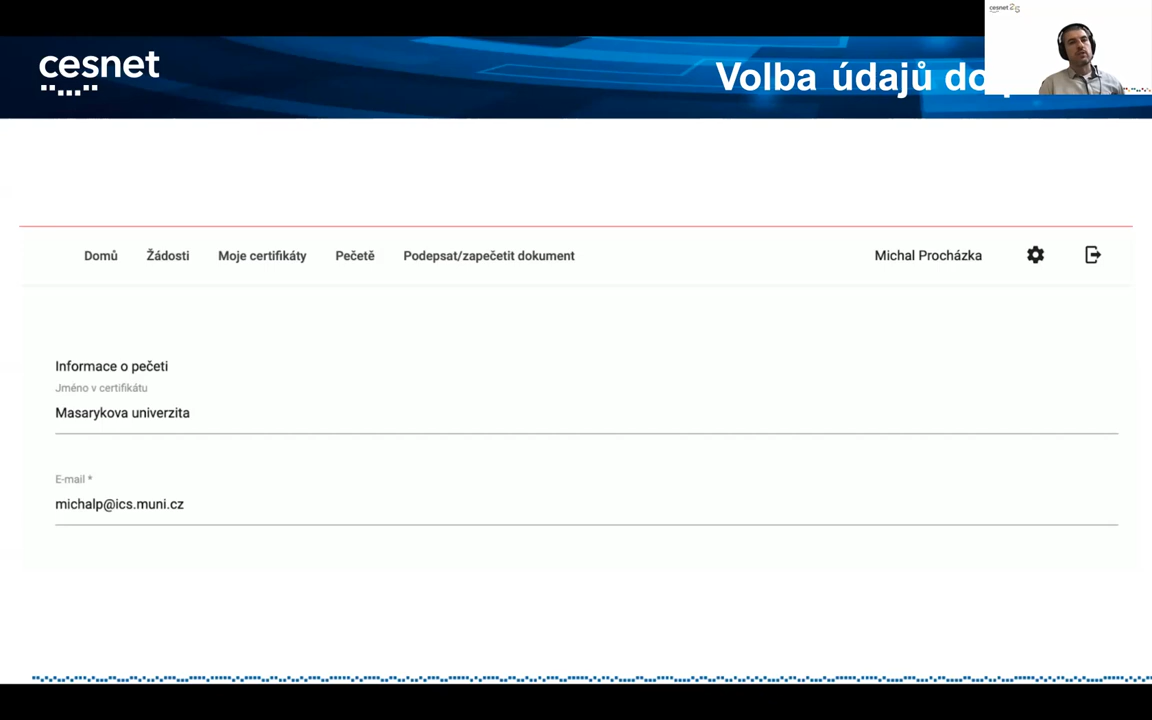 cesnet
Volba údajů do
cesnet
Domů Žádosti Moje certifikáty Pečetě Podepsat/zapečetit dokument Michal Procházka
Informace o pečeti
Jméno v certifikátu
Masarykova univerzita
E-mail *
michalp@ics.muni.cz